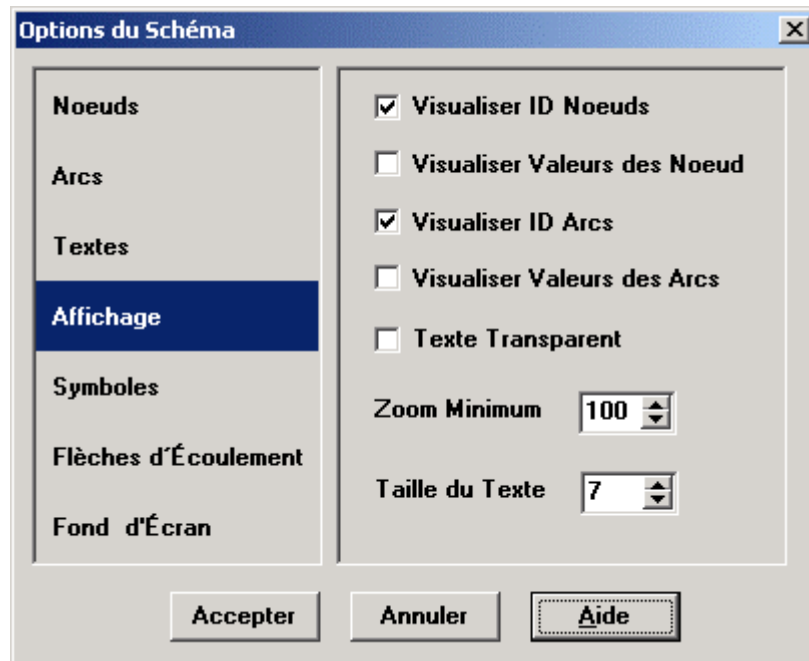 Options du Schéma
Noeuds
Arcs
Textes
Affichage
Symboles
Flèches d´Écoulement
Fond d'Écran
Visualiser ID Noeuds
Visualiser Valeurs des Noeud
Visualiser ID Arcs
Visualiser Valeurs des Arcs
Texte Transparent
Zoom Minimum 100
Taille du Texte 7
Accepter Annuler Aide